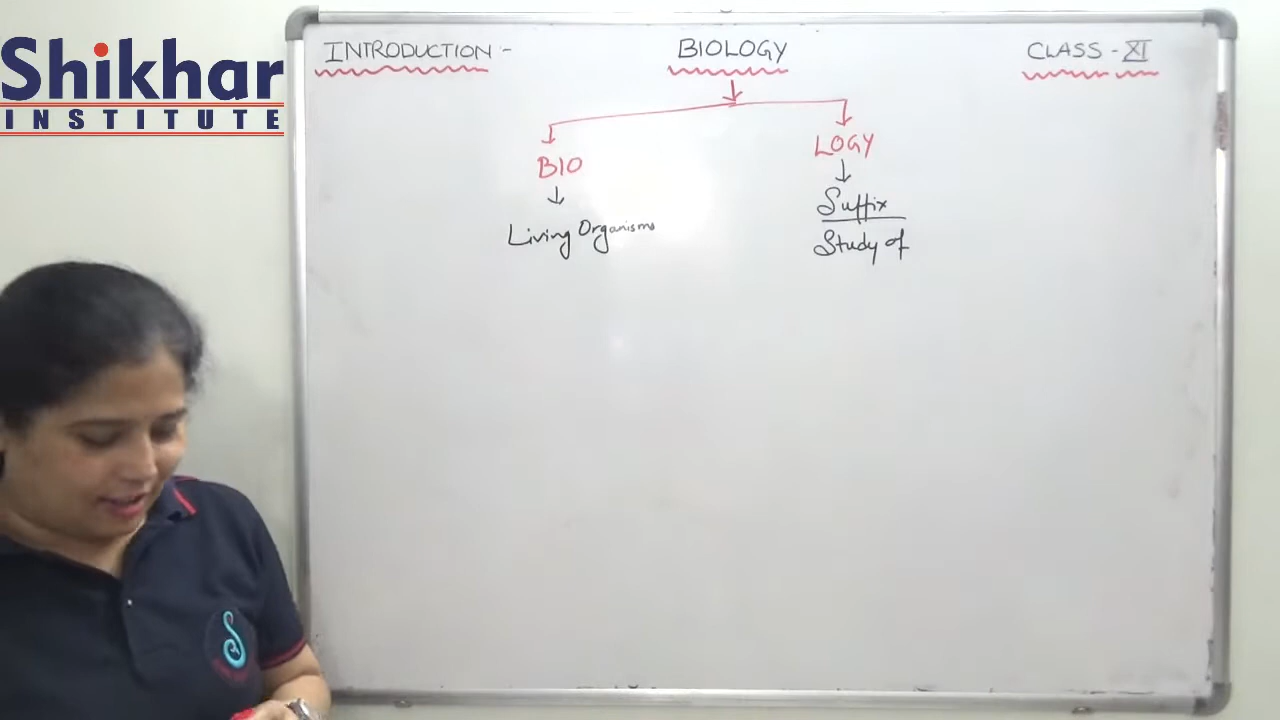 Shikhar
INSTITUTE
INTRODUCTION:-
BIOLOGY
CLASS - XI
BIO
LOGY
Living Organisms
Suffix
Study of